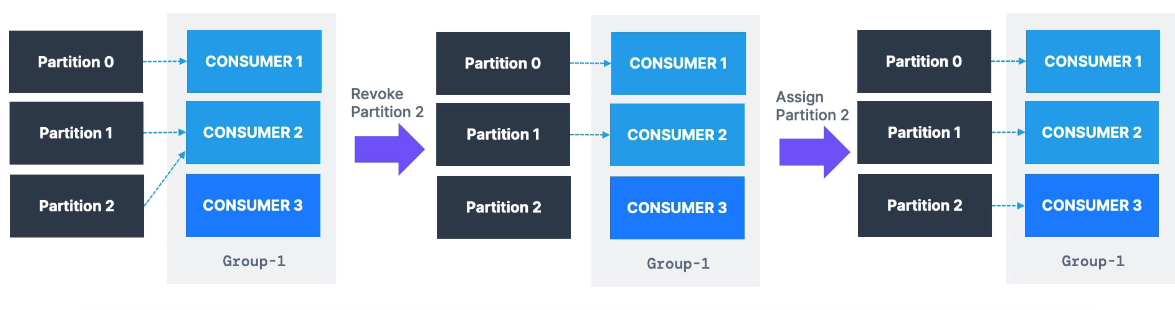 Partition 0
CONSUMER 1
Partition 1
CONSUMER 2
Partition 2
CONSUMER 3
Group-1
Revoke
Partition 2
Partition 0
CONSUMER 1
Partition 1
CONSUMER 2
Partition 2
CONSUMER 3
Group-1
Assign
Partition 2
Partition 0
CONSUMER 1
Partition 1
CONSUMER 2
Partition 2
CONSUMER 3
Group-1